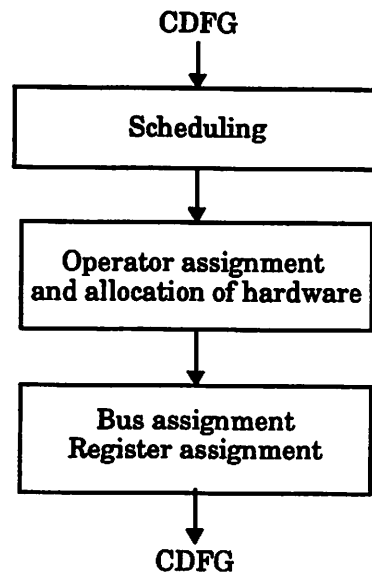 CDFG
Scheduling
Operator assignment
and allocation of hardware
Bus assignment
Register assignment
CDFG